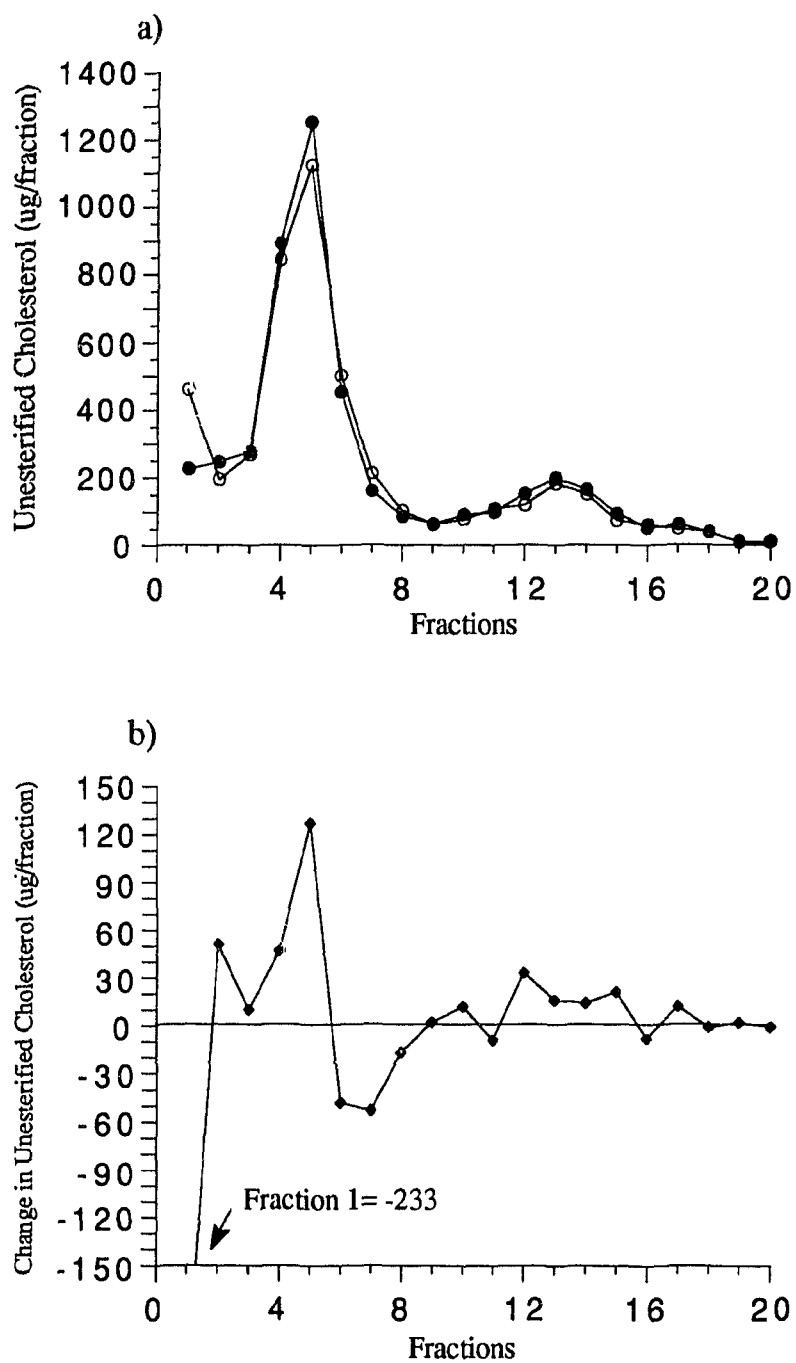 a)
Unesterified Cholesterol (ug/fraction)
1400
1200
1000
800
600
400
200
0
0 4 8 12 16 20
Fractions
b)
Change in Unesterified Cholesterol (ug/fraction)
150
120
90
60
30
0
-30
-60
-90
-120
-150
Fraction 1= -233
0 4 8 12 16 20
Fractions